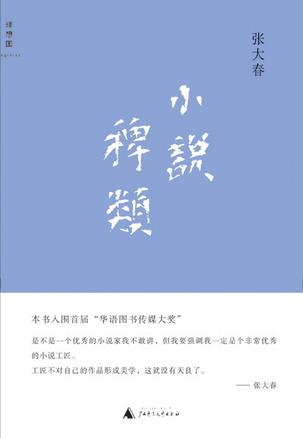 理想国
张大春
小說
稗類
本书入围首届“华语图书传媒大奖”
是不是一个优秀的小说家我不敢讲，但我要强调我一定是个非常优秀
的小说工匠。
工匠不对自己的作品形成美学，这就没有天良了。
——张大春
广西师范大学出版社